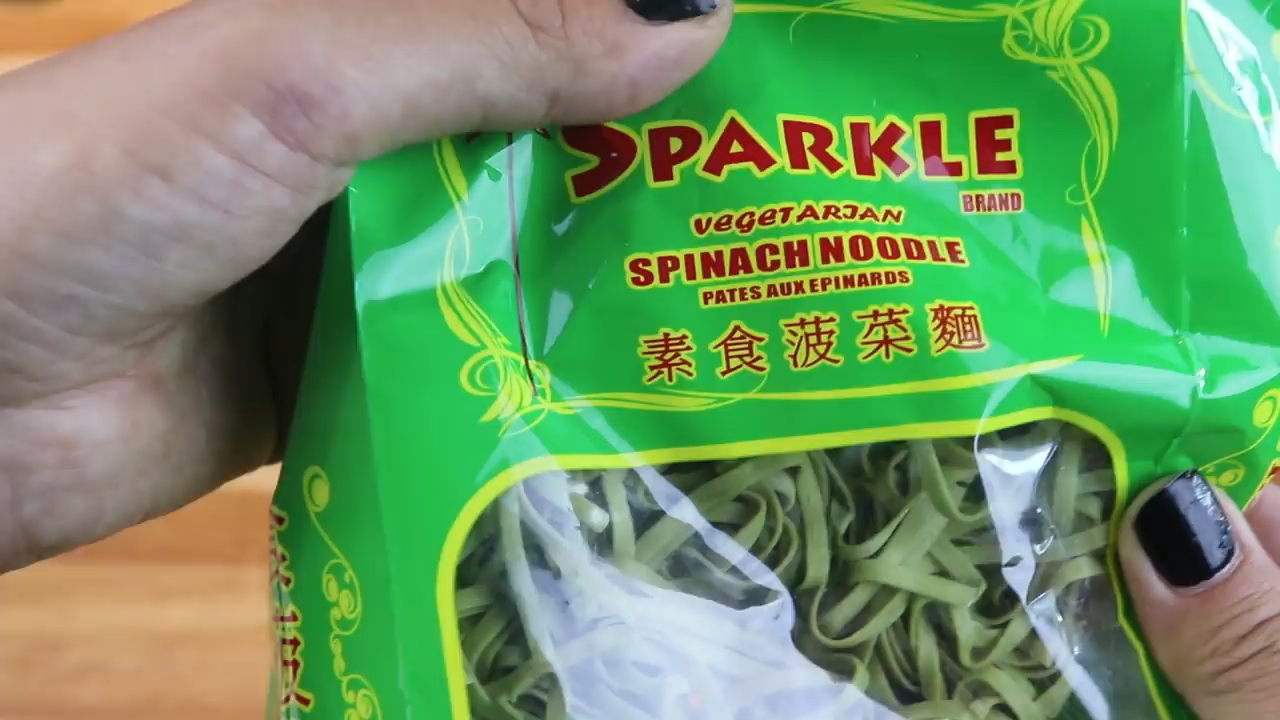 SPARKLE
BRAND
VEGETARIAN
SPINACH NOODLE
PATES AUX EPINARDS
素食菠菜麵